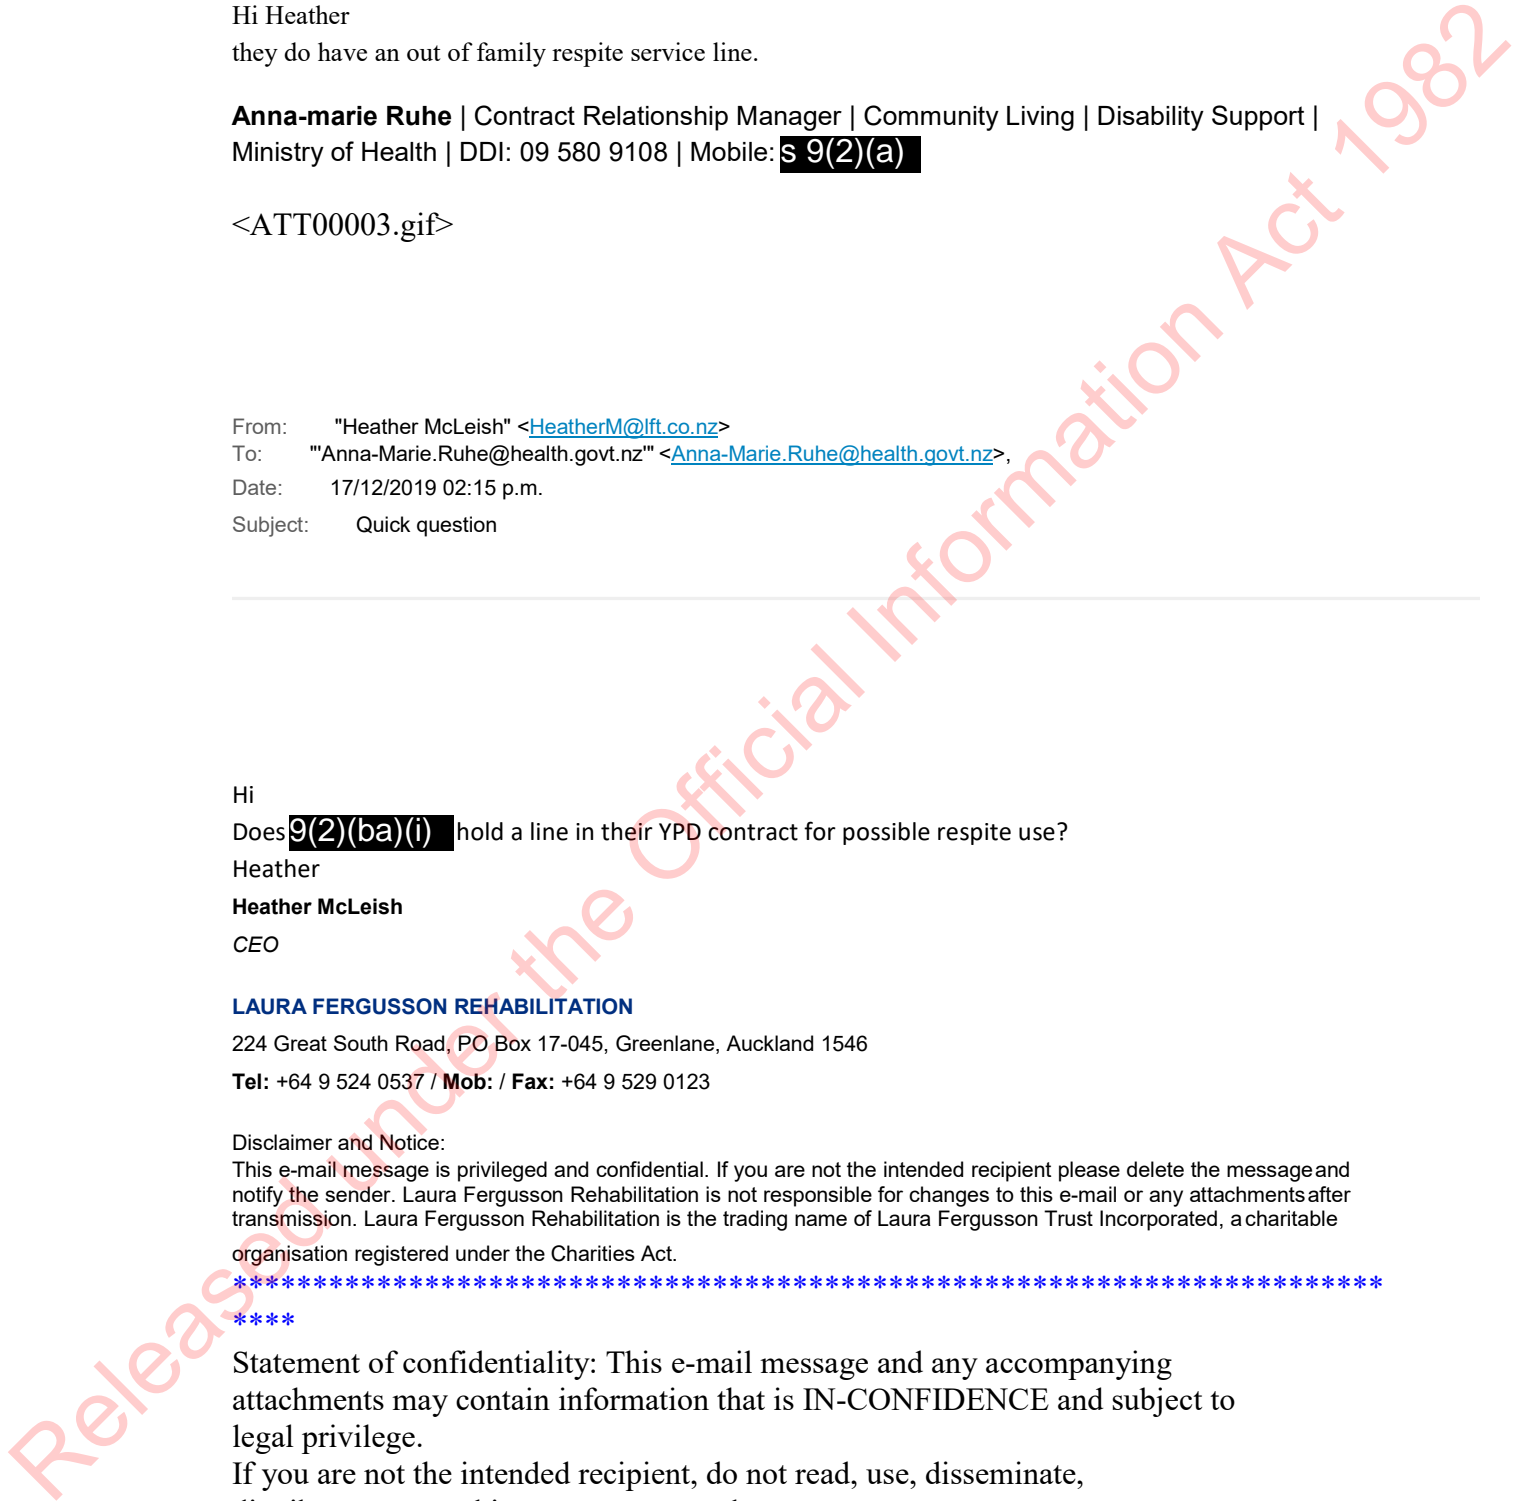 Hi Heather
they do have an out of family respite service line.
Anna-marie Ruhe | Contract Relationship Manager | Community Living | Disability Support |
Ministry of Health | DDI: 09 580 9108 | Mobile: s 9(2)(a)
<ATT00003.gif>
From: "Heather McLeish" <HeatherM@lft.co.nz>
To: "'Anna-Marie.Ruhe@health.govt.nz'" <Anna-Marie.Ruhe@health.govt.nz>,
Date: 17/12/2019 02:15 p.m.
Subject: Quick question
Hi
Does 9(2)(ba)(i) hold a line in their YPD contract for possible respite use?
Heather
Heather McLeish
CEO
LAURA FERGUSSON REHABILITATION
224 Great South Road, PO Box 17-045, Greenlane, Auckland 1546
Tel: +64 9 524 0537 / Mob: / Fax: +64 9 529 0123
Disclaimer and Notice:
This e-mail message is privileged and confidential. If you are not the intended recipient please delete the message and
notify the sender. Laura Fergusson Rehabilitation is not responsible for changes to this e-mail or any attachments after
transmission. Laura Fergusson Rehabilitation is the trading name of Laura Fergusson Trust Incorporated, a charitable
organisation registered under the Charities Act.
************************************************************************
****
Statement of confidentiality: This e-mail message and any accompanying
attachments may contain information that is IN-CONFIDENCE and subject to
legal privilege.
If you are not the intended recipient, do not read, use, disseminate,
Released under the Official Information Act 1982